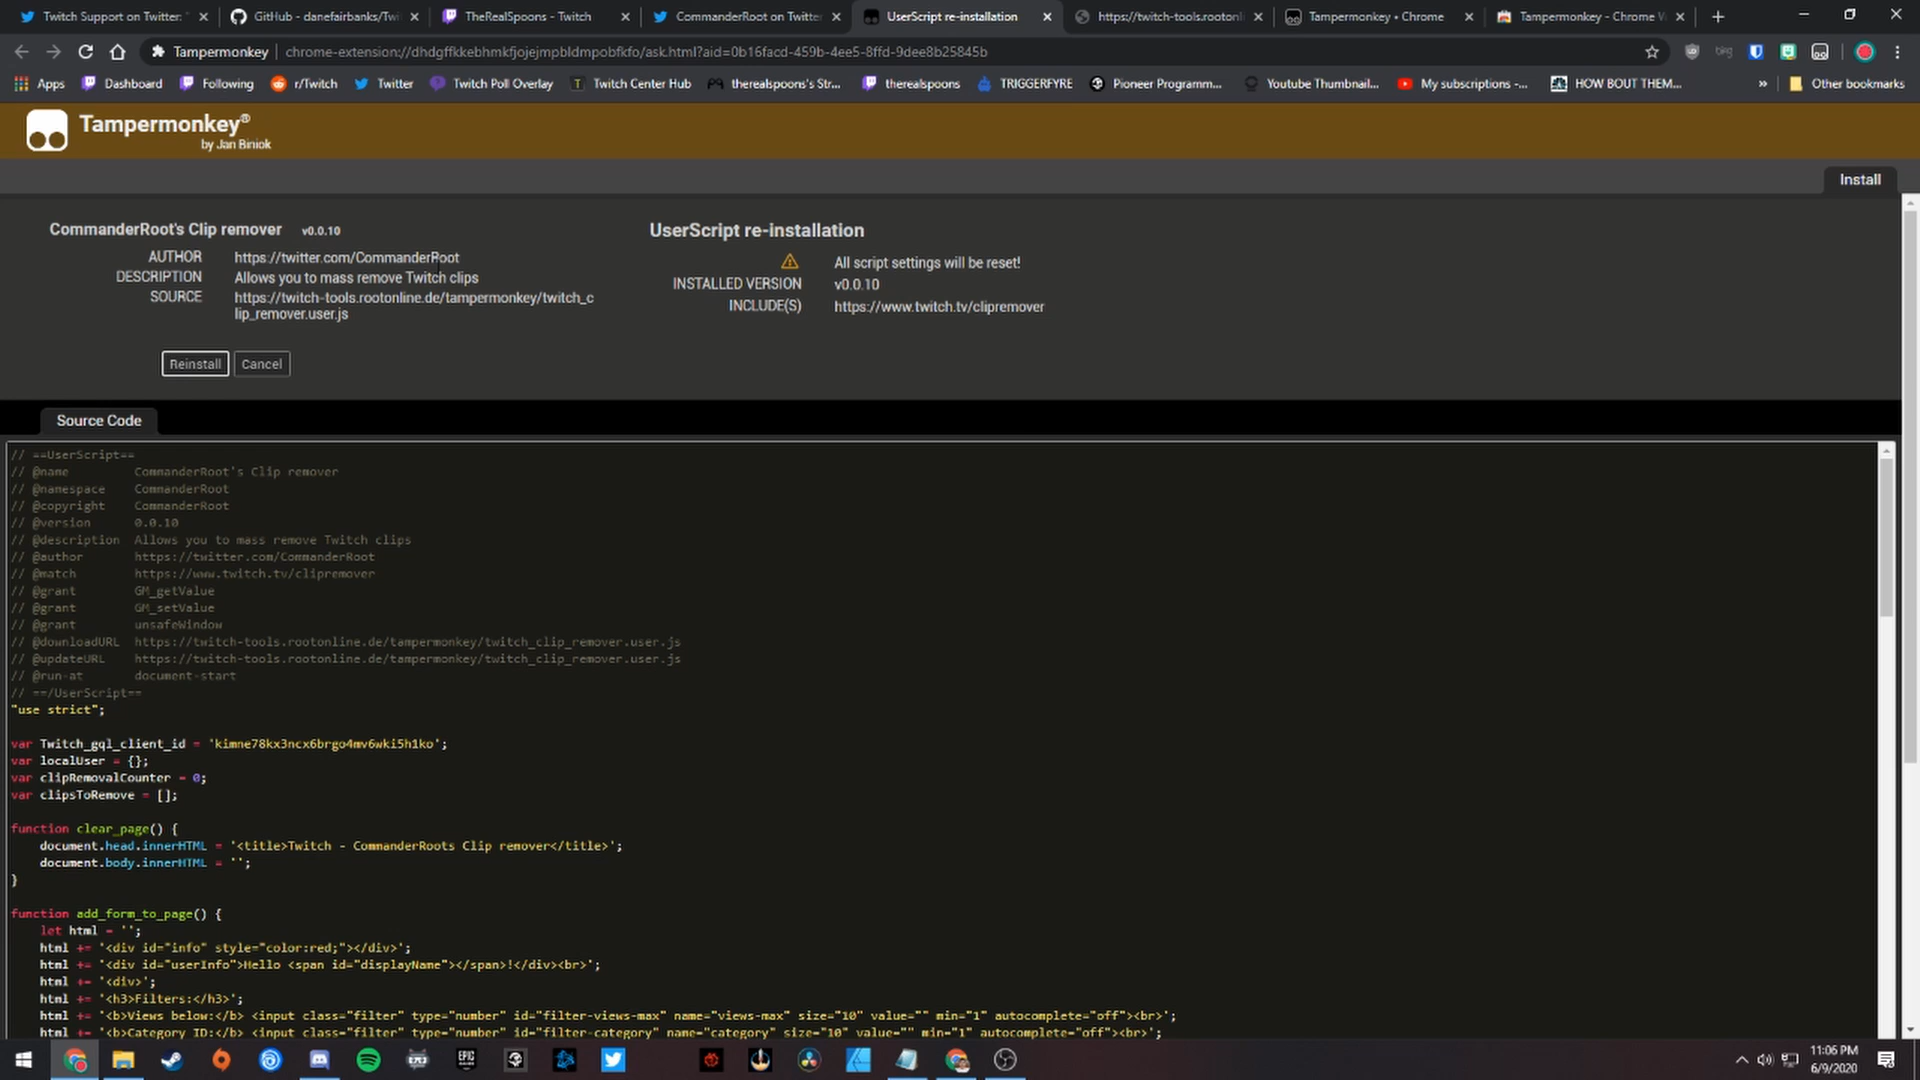 Twitch Support on Twitter: "
GitHub - danefairbanks/Twi
TheRealSpoons - Twitch
CommanderRoot on Twitter
UserScript re-installation
https://twitch-tools.rootonl
Tampermonkey • Chrome
Tampermonkey - Chrome W
Tampermonkey
chrome-extension://dhdgffkkebhmkfjojejmpbldmpobfkfo/ask.html?aid=0b16facd-459b-4ee5-8ffd-9dee8b25845b
Apps
Dashboard
Following
r/Twitch
Twitter
Twitch Poll Overlay
Twitch Center Hub
therealspoons's Str...
therealspoons
TRIGGERFYRE
Pioneer Programm...
Youtube Thumbnail...
My subscriptions -...
HOW BOUT THEM...
»
Other bookmarks
Tampermonkey®
by Jan Biniok
Install
CommanderRoot's Clip remover v0.0.10
AUTHOR https://twitter.com/CommanderRoot
DESCRIPTION Allows you to mass remove Twitch clips
SOURCE https://twitch-tools.rootonline.de/tampermonkey/twitch_c
lip_remover.user.js
UserScript re-installation
All script settings will be reset!
INSTALLED VERSION v0.0.10
INCLUDE(S) https://www.twitch.tv/clipremover
Reinstall Cancel
Source Code
// ==UserScript==
// @name CommanderRoot's Clip remover
// @namespace CommanderRoot
// @copyright CommanderRoot
// @version 0.0.10
// @description Allows you to mass remove Twitch clips
// @author https://twitter.com/CommanderRoot
// @match https://www.twitch.tv/clipremover
// @grant GM_getValue
// @grant GM_setValue
// @grant unsafeWindow
// @downloadURL https://twitch-tools.rootonline.de/tampermonkey/twitch_clip_remover.user.js
// @updateURL https://twitch-tools.rootonline.de/tampermonkey/twitch_clip_remover.user.js
// @run-at document-start
// ==/UserScript==
"use strict";
var Twitch_gql_client_id = 'kimne78kx3ncx6brgo4mv6wki5h1ko';
var localUser = {};
var clipRemovalCounter = 0;
var clipsToRemove = [];
function clear_page() {
document.head.innerHTML = '<title>Twitch - CommanderRoots Clip remover</title>';
document.body.innerHTML = '';
}
function add_form_to_page() {
let html = '';
html += '<div id="info" style="color:red;"></div>';
html += '<div id="userInfo">Hello <span id="displayName"></span>!</div><br>';
html += '<div>';
html += '<h3>Filters:</h3>';
html += '<b>Views below:</b> <input class="filter" type="number" id="filter-views-max" name="views-max" size="10" value="" min="1" autocomplete="off"><br>';
html += '<b>Category ID:</b> <input class="filter" type="number" id="filter-category" name="category" size="10" value="" min="1" autocomplete="off"><br>';
EPIC
GAMES
11:06 PM
6/9/2020